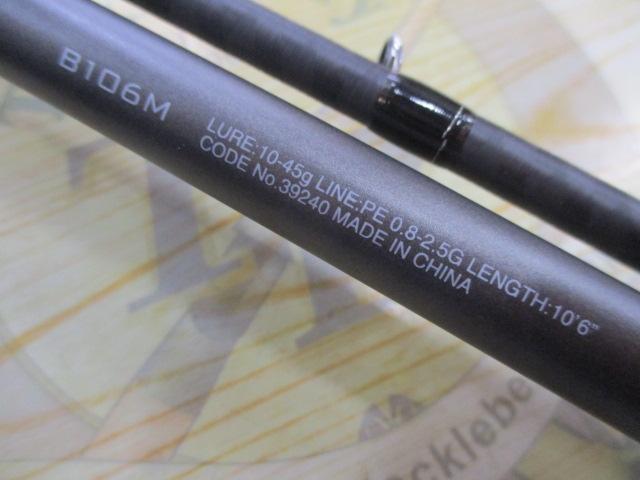 B106M
LURE:10-45g LINE:PE 0.8-2.5G LENGTH:10'6"
CODE No.39240 MADE IN CHINA